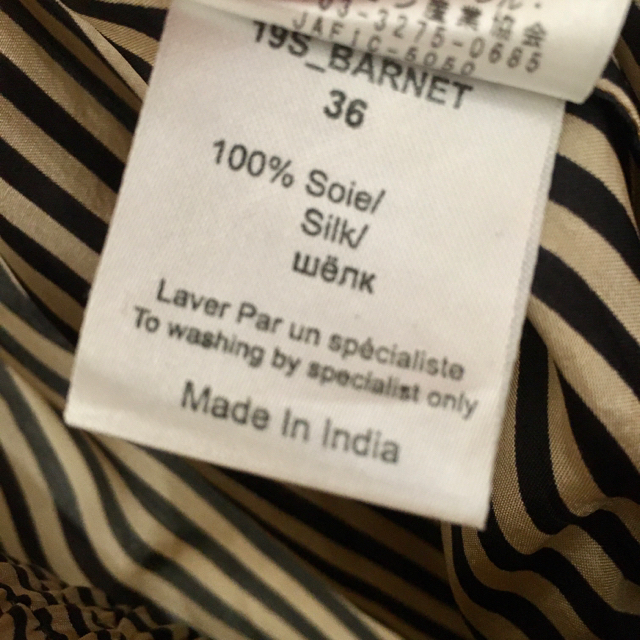 03-3275-0685
JAFIC-5050
19S_BARNET
36
100% Soie/
Silk/
шёлк
Laver Par un spécialiste
To washing by specialist only
Made In India